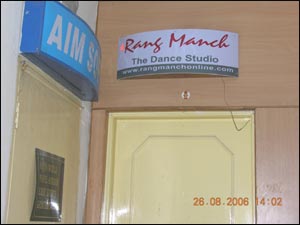 AIM
Rang Manch
The Dance Studio
www.rangmanchonline.com
26.08.2006 14:02